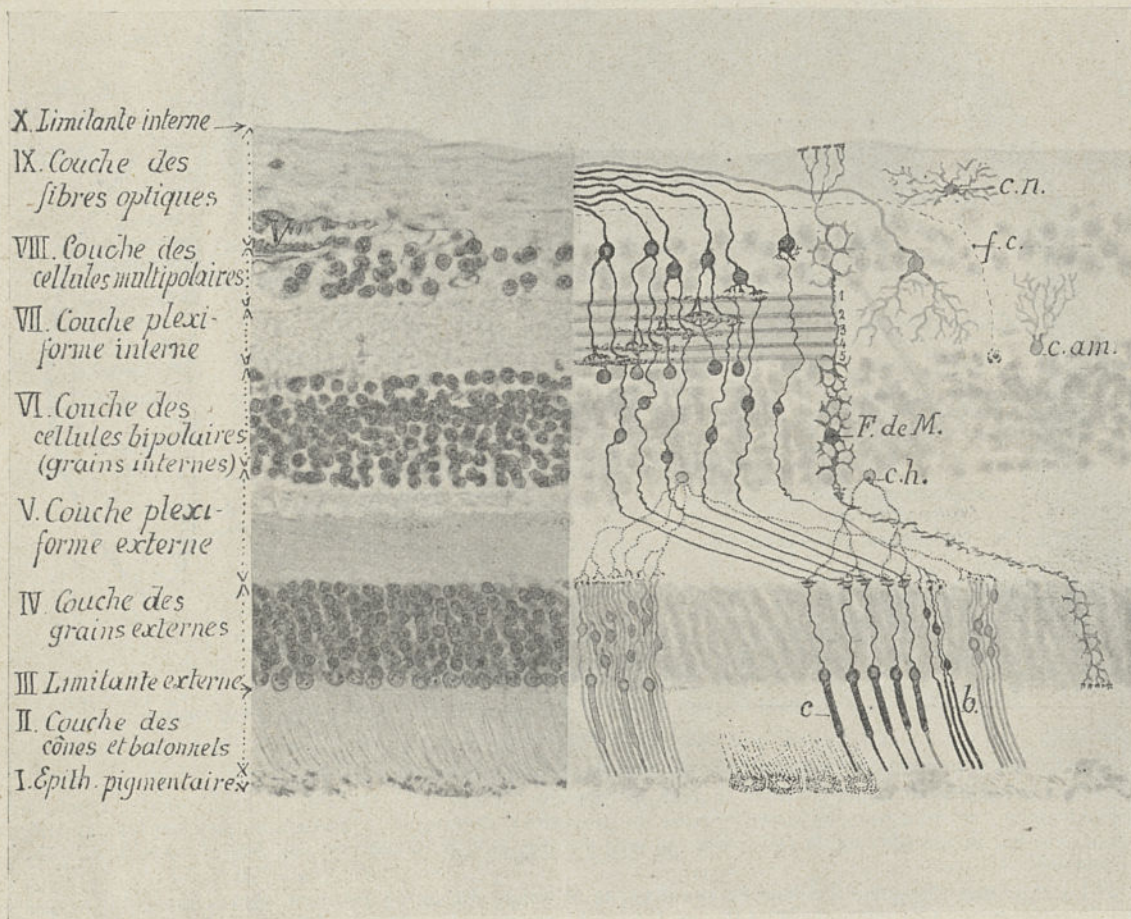 X. Limitante interne
IX. Couche des
fibres optiques
VIII. Couche des
cellules multipolaires
VII. Couche plexi-
forme interne
VI. Couche des
cellules bipolaires
(grains internes)
V. Couche plexi-
forme externe
IV. Couche des
grains externes
III Limitante externe
II. Couche des
cônes et batonnets
I. Epith. pigmentaire
V
c.n.
f.c.
1
2
3
4
5
c.am.
F. de M.
c.h.
c
b.